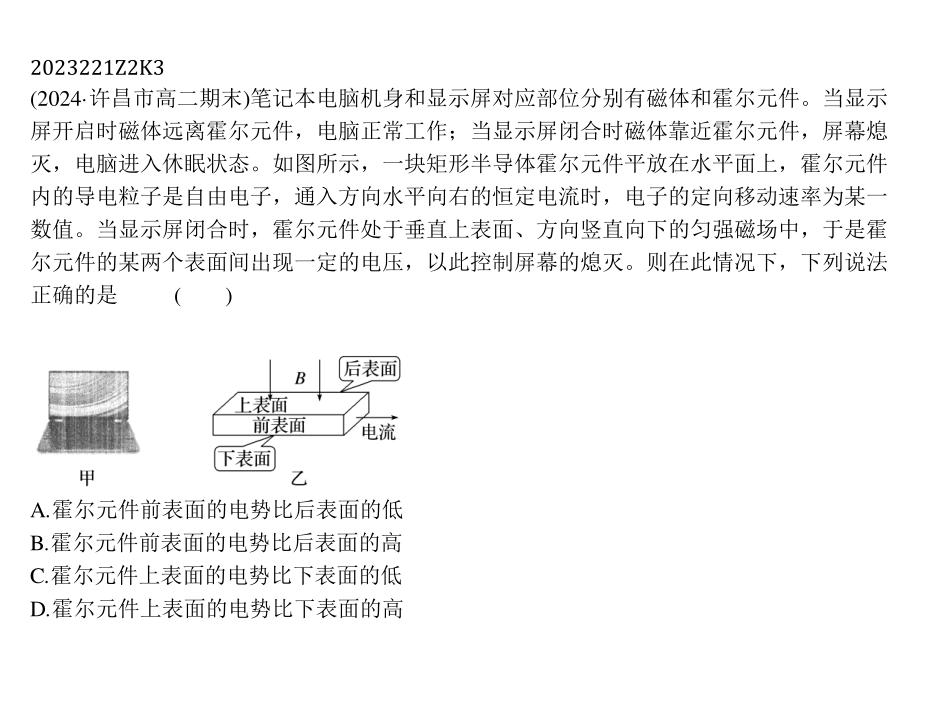 2023221Z2K3
(2024·许昌市高二期末)笔记本电脑机身和显示屏对应部位分别有磁体和霍尔元件。当显示
屏开启时磁体远离霍尔元件，电脑正常工作；当显示屏闭合时磁体靠近霍尔元件，屏幕熄
灭，电脑进入休眠状态。如图所示，一块矩形半导体霍尔元件平放在水平面上，霍尔元件
内的导电粒子是自由电子，通入方向水平向右的恒定电流时，电子的定向移动速率为某一
数值。当显示屏闭合时，霍尔元件处于垂直上表面、方向竖直向下的匀强磁场中，于是霍
尔元件的某两个表面间出现一定的电压，以此控制屏幕的熄灭。则在此情况下，下列说法
正确的是 ( )
B
后表面
上表面
前表面
电流
下表面
甲
乙
A.霍尔元件前表面的电势比后表面的低
B.霍尔元件前表面的电势比后表面的高
C.霍尔元件上表面的电势比下表面的低
D.霍尔元件上表面的电势比下表面的高